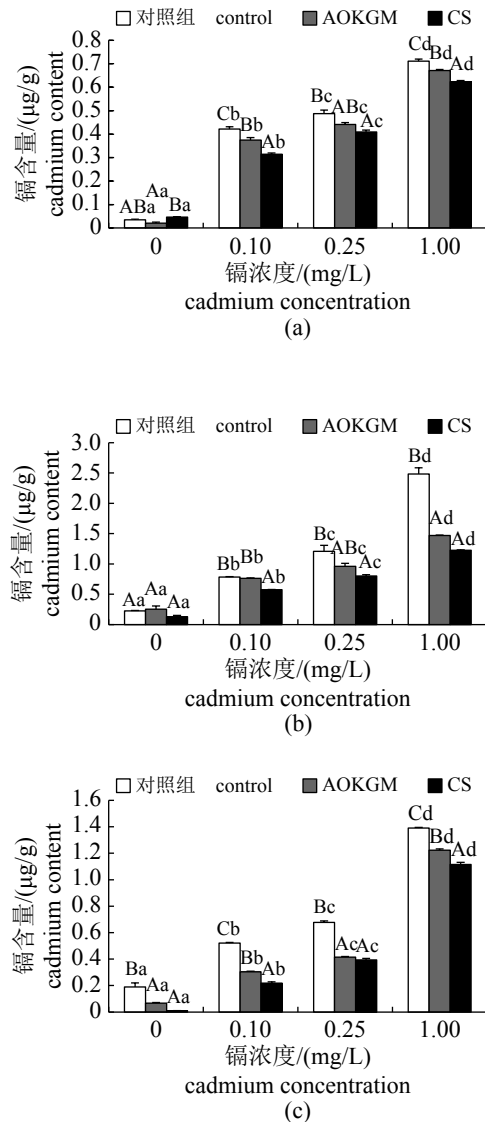 对照组 control AOKGM CS
镉含量/(μg/g)
cadmium content
0.8
0.7
0.6
0.5
0.4
0.3
0.2
0.1
0
ABa Aa Ba Cb Bb Ab Bc ABc Ac Cd Bd Ad
0 0.10 0.25 1.00
镉浓度/(mg/L)
cadmium concentration
(a)
对照组 control AOKGM CS
镉含量/(μg/g)
cadmium content
3.0
2.5
2.0
1.5
1.0
0.5
0
Aa Aa Aa Bb Bb Ab Bc ABc Ac Bd Ad Ad
0 0.10 0.25 1.00
镉浓度/(mg/L)
cadmium concentration
(b)
对照组 control AOKGM CS
镉含量/(μg/g)
cadmium content
1.6
1.4
1.2
1.0
0.8
0.6
0.4
0.2
0
Ba Aa Aa Cb Bb Ab Bc Ac Ac Cd Bd Ad
0 0.10 0.25 1.00
镉浓度/(mg/L)
cadmium concentration
(c)